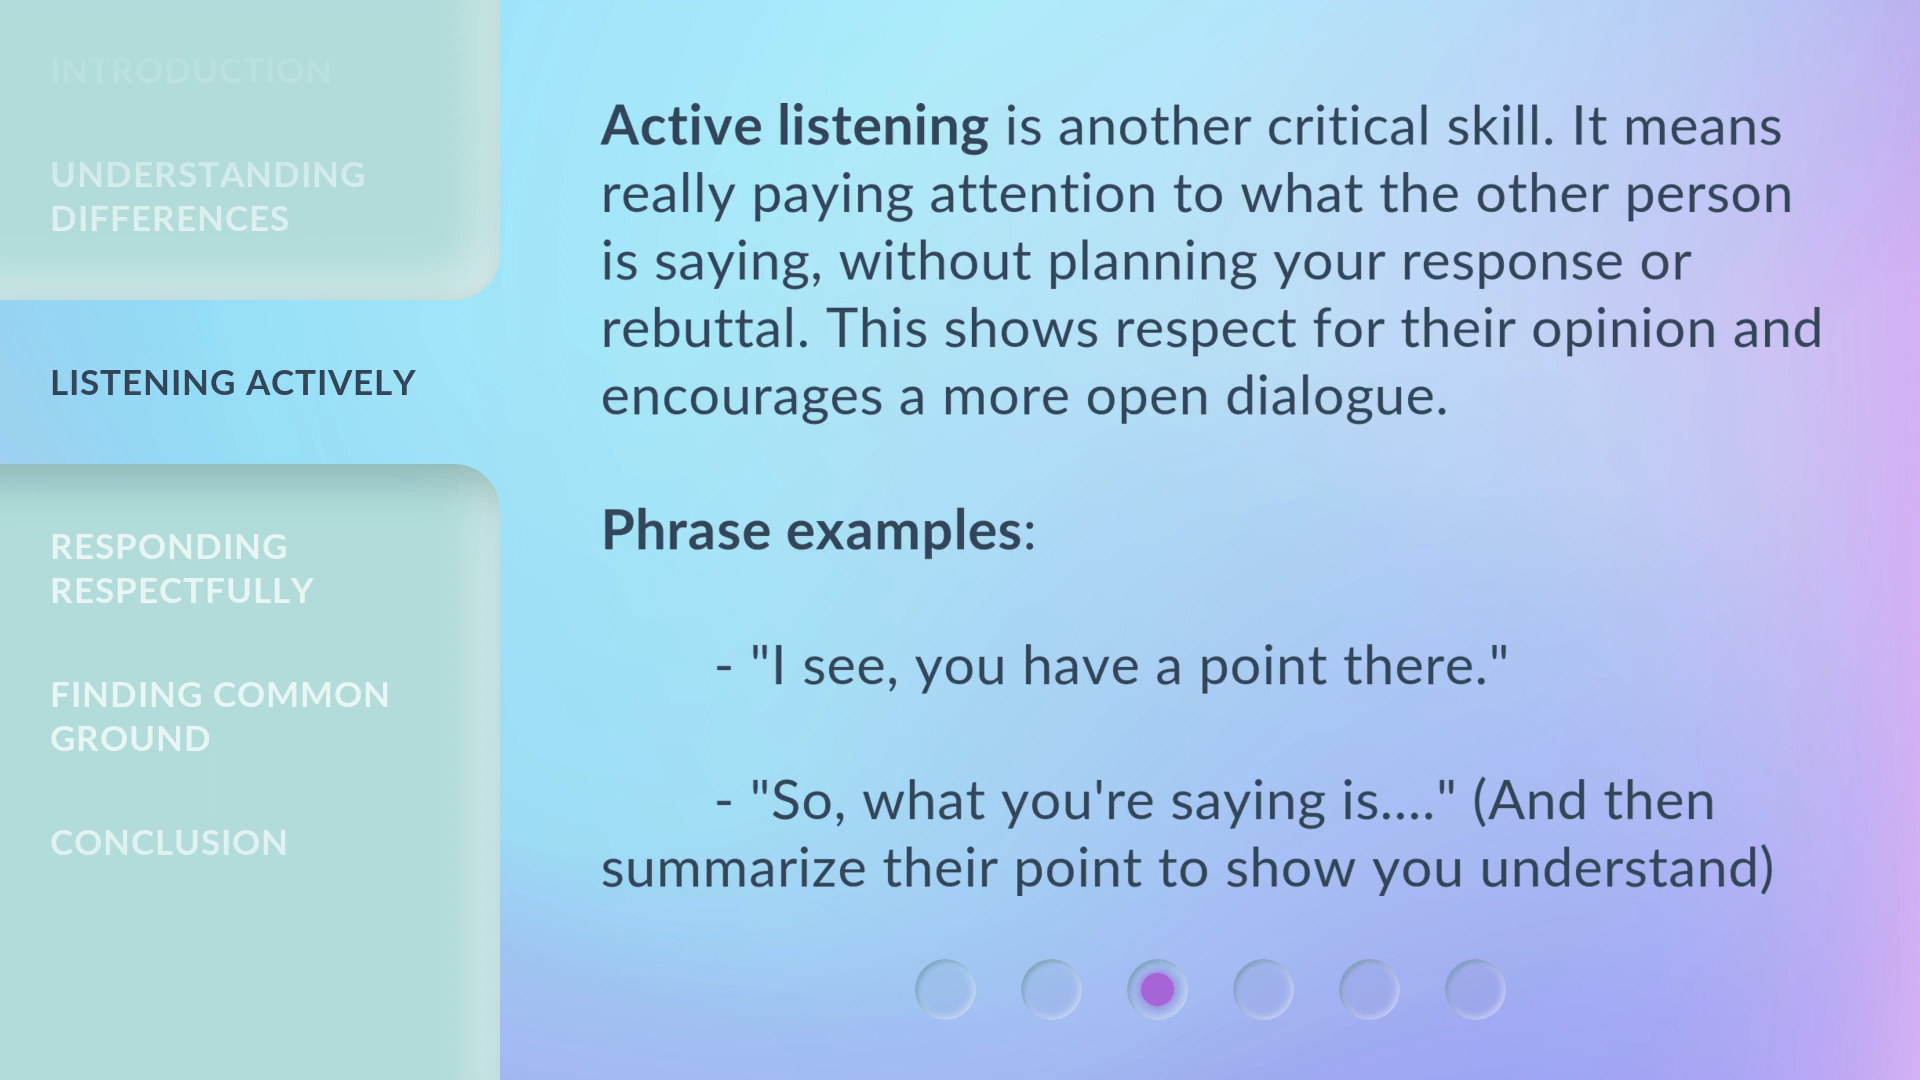 INTRODUCTION
UNDERSTANDING
DIFFERENCES
LISTENING ACTIVELY
RESPONDING
RESPECTFULLY
FINDING COMMON
GROUND
CONCLUSION
Active listening is another critical skill. It means
really paying attention to what the other person
is saying, without planning your response or
rebuttal. This shows respect for their opinion and
encourages a more open dialogue.
Phrase examples:
- "I see, you have a point there."
- "So, what you're saying is...." (And then
summarize their point to show you understand)